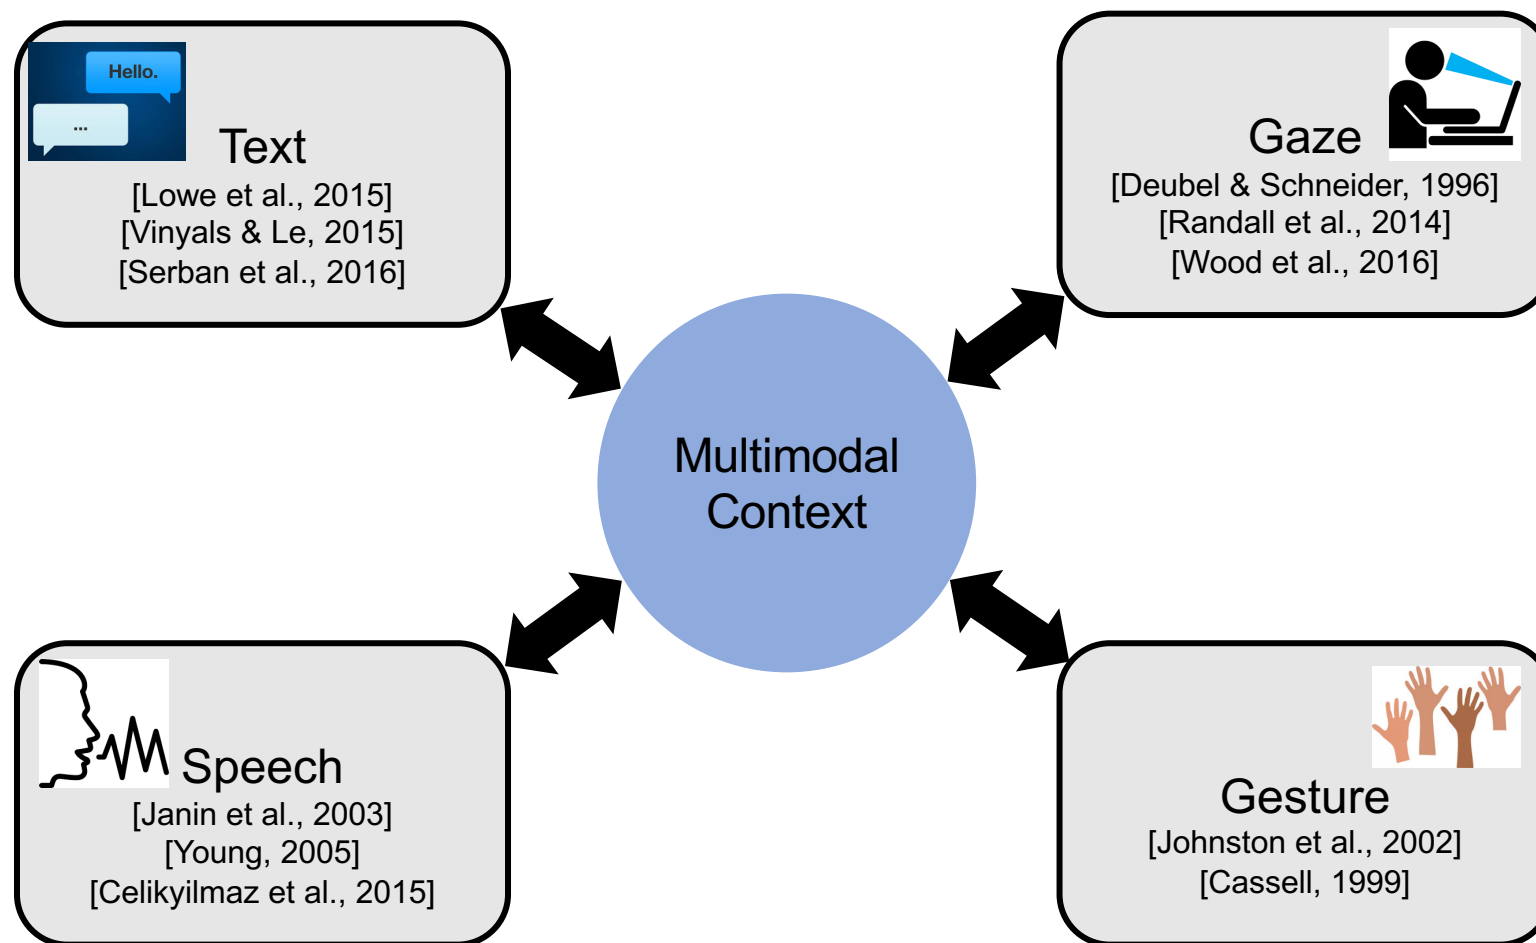 Hello.
...
Text
[Lowe et al., 2015]
[Vinyals & Le, 2015]
[Serban et al., 2016]
Gaze
[Deubel & Schneider, 1996]
[Randall et al., 2014]
[Wood et al., 2016]
Multimodal
Context
Speech
[Janin et al., 2003]
[Young, 2005]
[Celikyilmaz et al., 2015]
Gesture
[Johnston et al., 2002]
[Cassell, 1999]